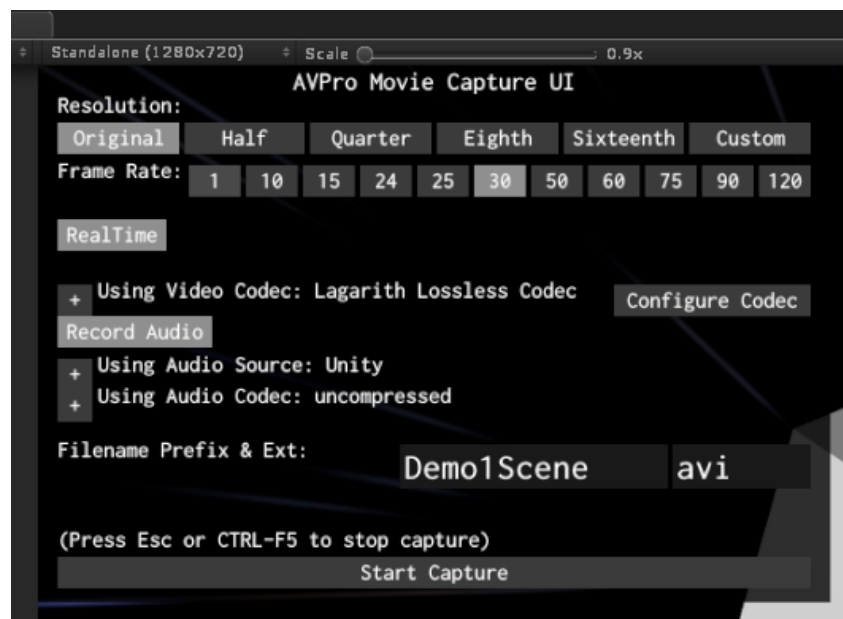 Standalone (1280x720) Scale 0.9x
AVPro Movie Capture UI
Resolution:
Original Half Quarter Eighth Sixteenth Custom
Frame Rate: 1 10 15 24 25 30 50 60 75 90 120
RealTime
+ Using Video Codec: Lagarith Lossless Codec Configure Codec
Record Audio
+ Using Audio Source: Unity
+ Using Audio Codec: uncompressed
Filename Prefix & Ext: Demo1Scene avi
(Press Esc or CTRL-F5 to stop capture)
Start Capture